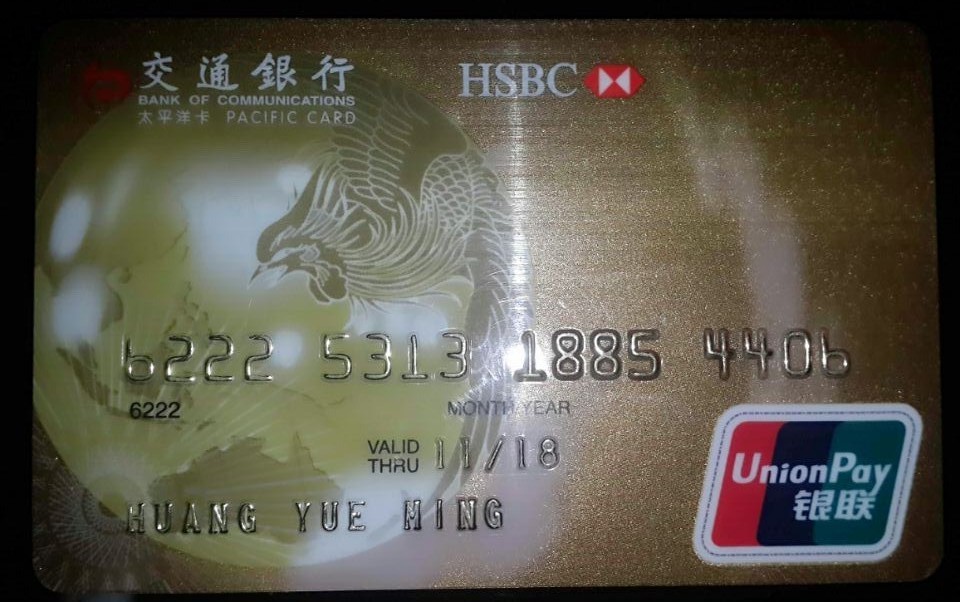 交通銀行
BANK OF COMMUNICATIONS
太平洋卡 PACIFIC CARD
HSBC
6222 5313 1885 4406
6222
MONTH YEAR
VALID THRU 11/18
HUANG YUE MING
UnionPay
银联